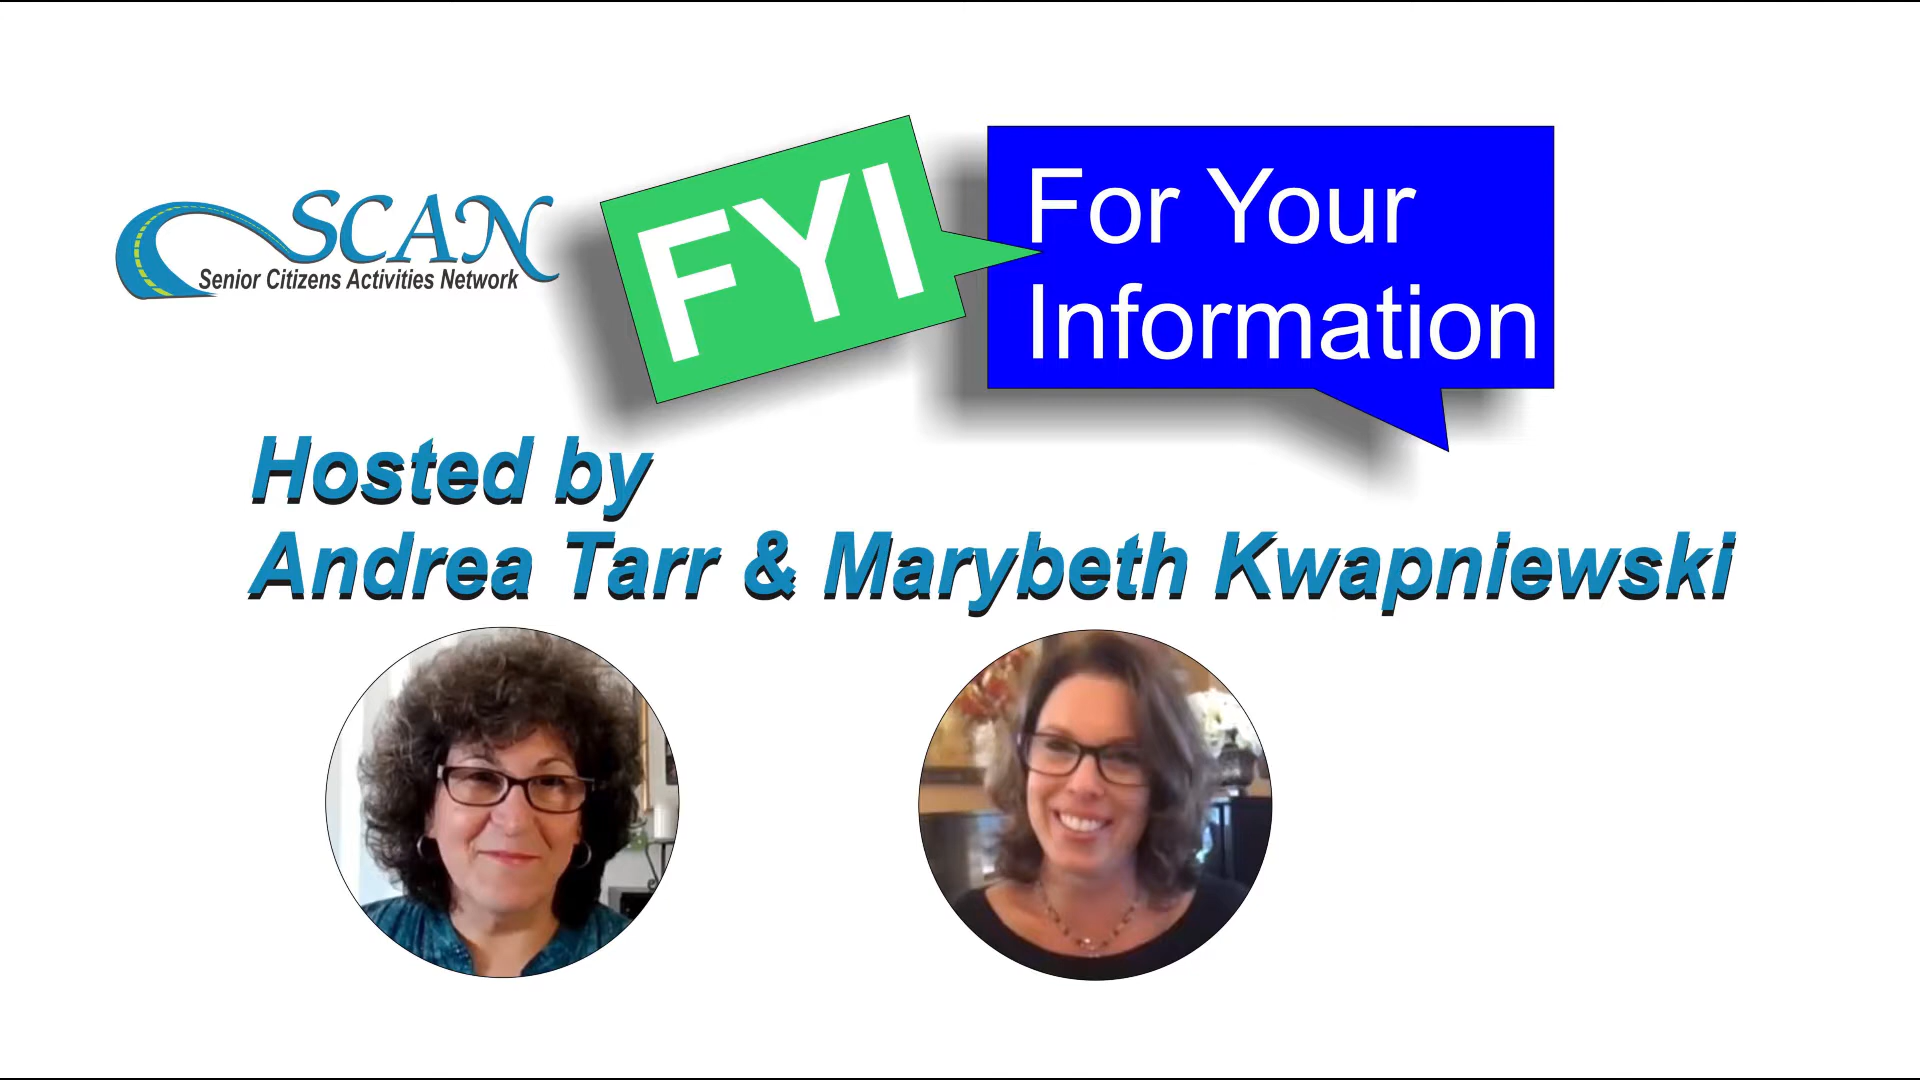 SCAN
Senior Citizens Activities Network
FYI
For Your
Information
Hosted by
Andrea Tarr & Marybeth Kwapniewski